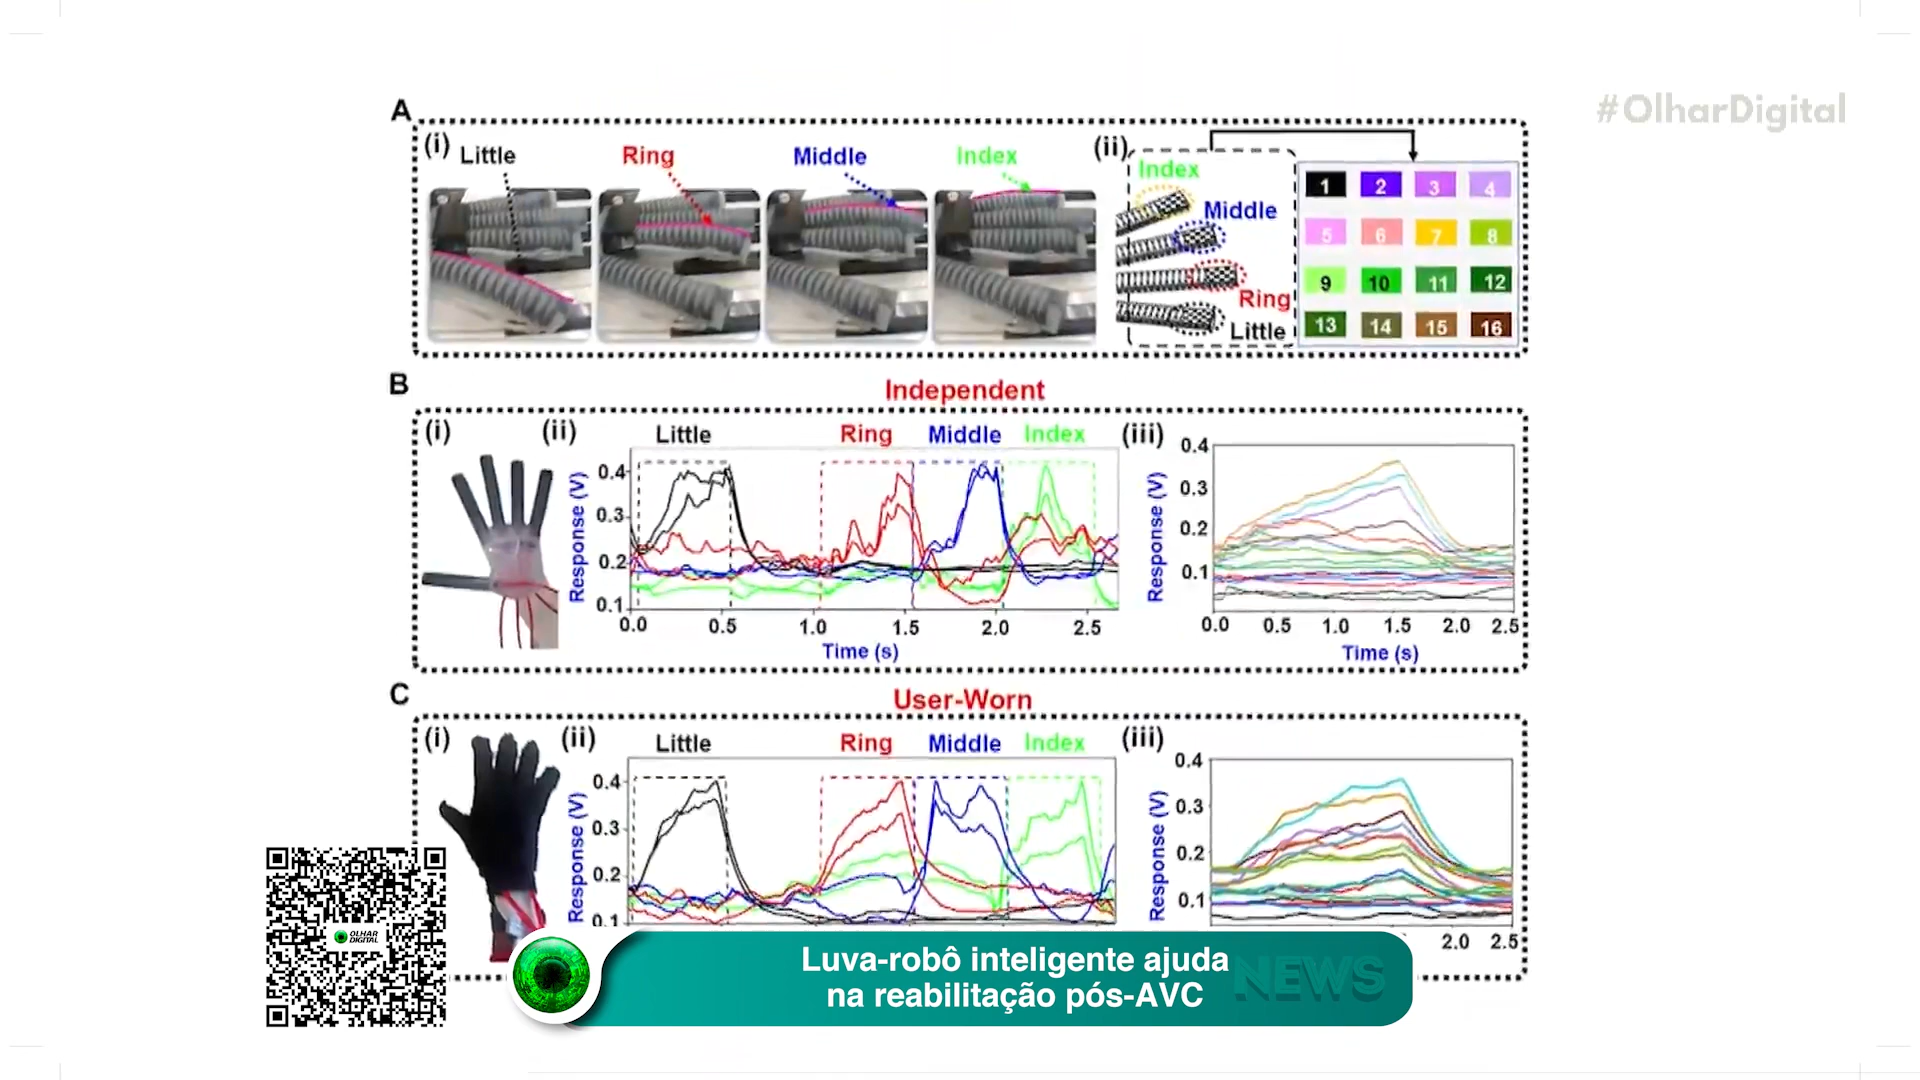 #OlharDigital
A
(i)
Little
Ring
Middle
Index
(ii)
Index
Middle
Ring
Little
1 2 3 4
5 6 7 8
9 10 11 12
13 14 15 16
B
Independent
(i)
(ii)
Little
Ring
Middle
Index
Response (V)
0.4
0.3
0.2
0.1
0.0 0.5 1.0 1.5 2.0 2.5
Time (s)
(iii)
Response (V)
0.4
0.3
0.2
0.1
0.0 0.5 1.0 1.5 2.0 2.5
Time (s)
C
User-Worn
(i)
(ii)
Little
Ring
Middle
Index
Response (V)
0.4
0.3
0.2
0.1
(iii)
Response (V)
0.4
0.3
0.2
0.1
2.0 2.5
OLHAR
DIGITAL
Luva-robô inteligente ajuda
na reabilitação pós-AVC
NEWS